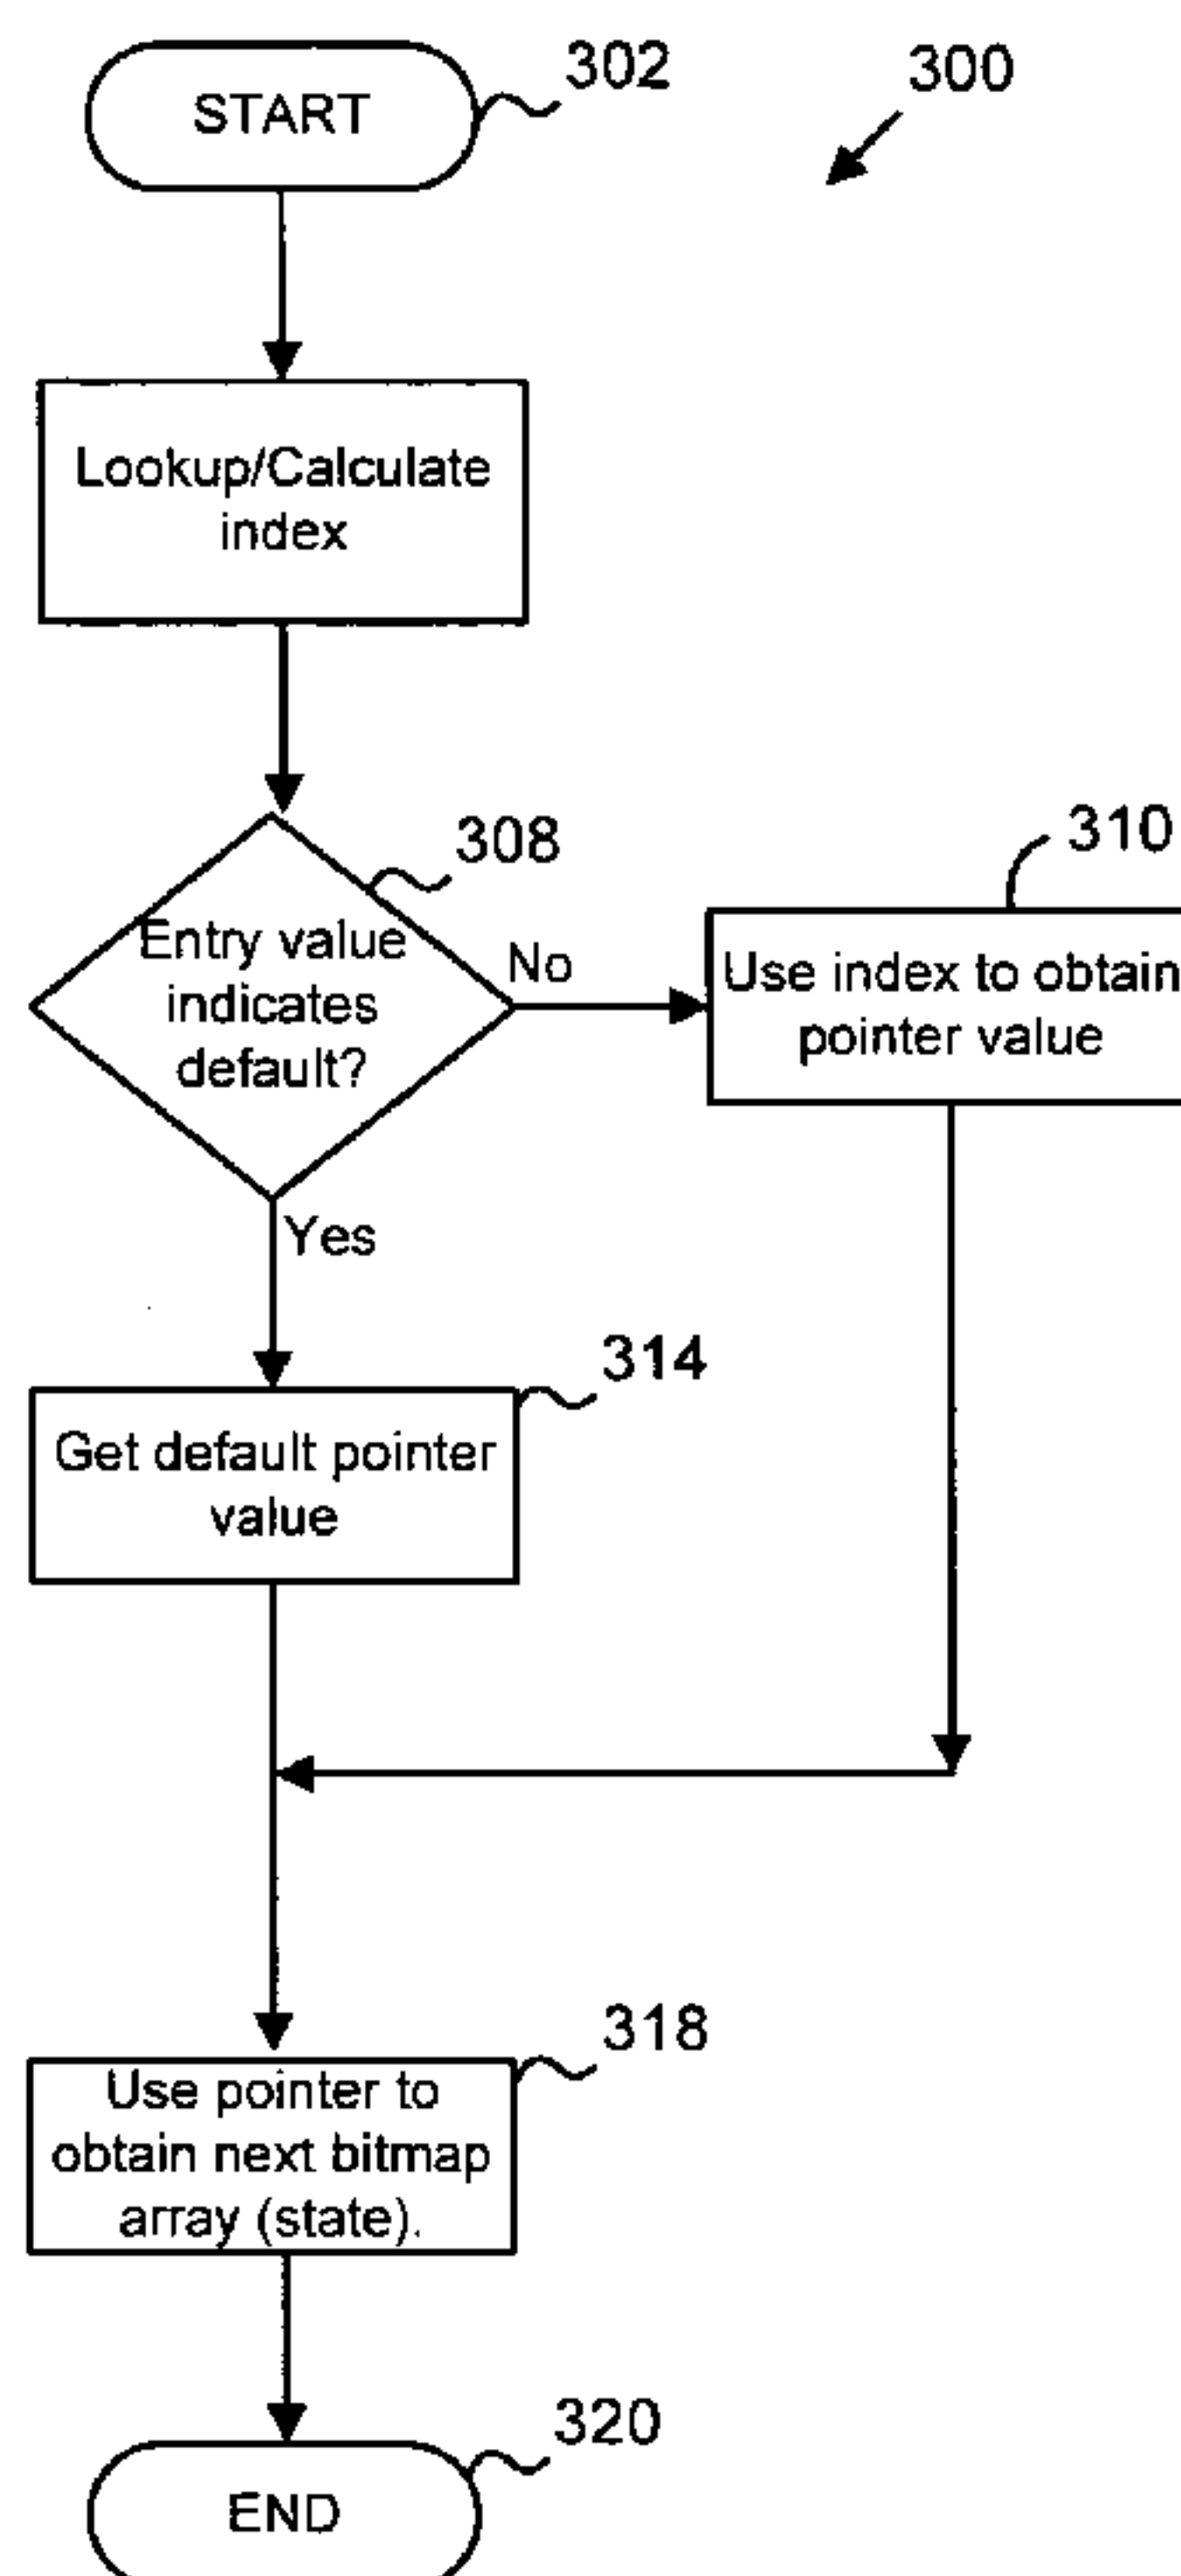 START
302
300
Lookup/Calculate
index
308
Entry value
indicates
default?
No
310
Use index to obtain
pointer value
Yes
314
Get default pointer
value
318
Use pointer to
obtain next bitmap
array (state).
320
END